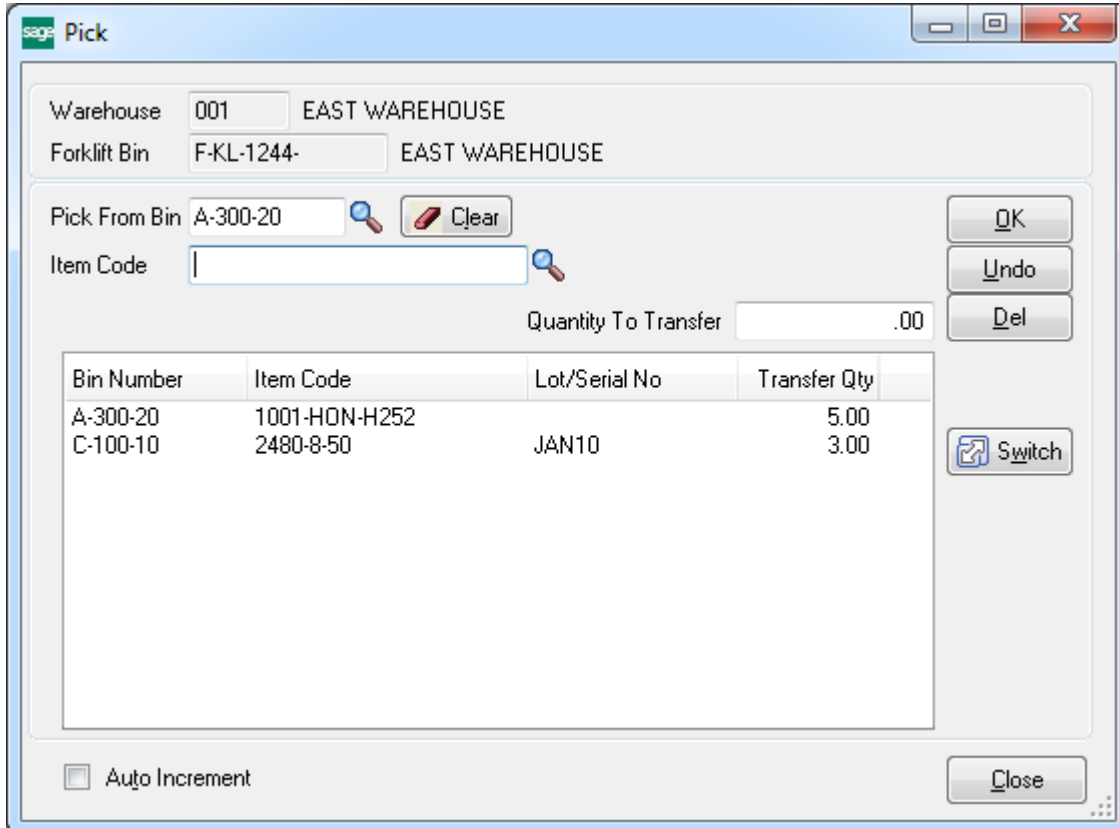 sage Pick
Warehouse 001 EAST WAREHOUSE
Forklift Bin F-KL-1244- EAST WAREHOUSE
Pick From Bin A-300-20 Clear OK
Item Code Undo
Quantity To Transfer .00 Del
Bin Number Item Code Lot/Serial No Transfer Qty
A-300-20 1001-HON-H252 5.00
C-100-10 2480-8-50 JAN10 3.00
Switch
Auto Increment Close